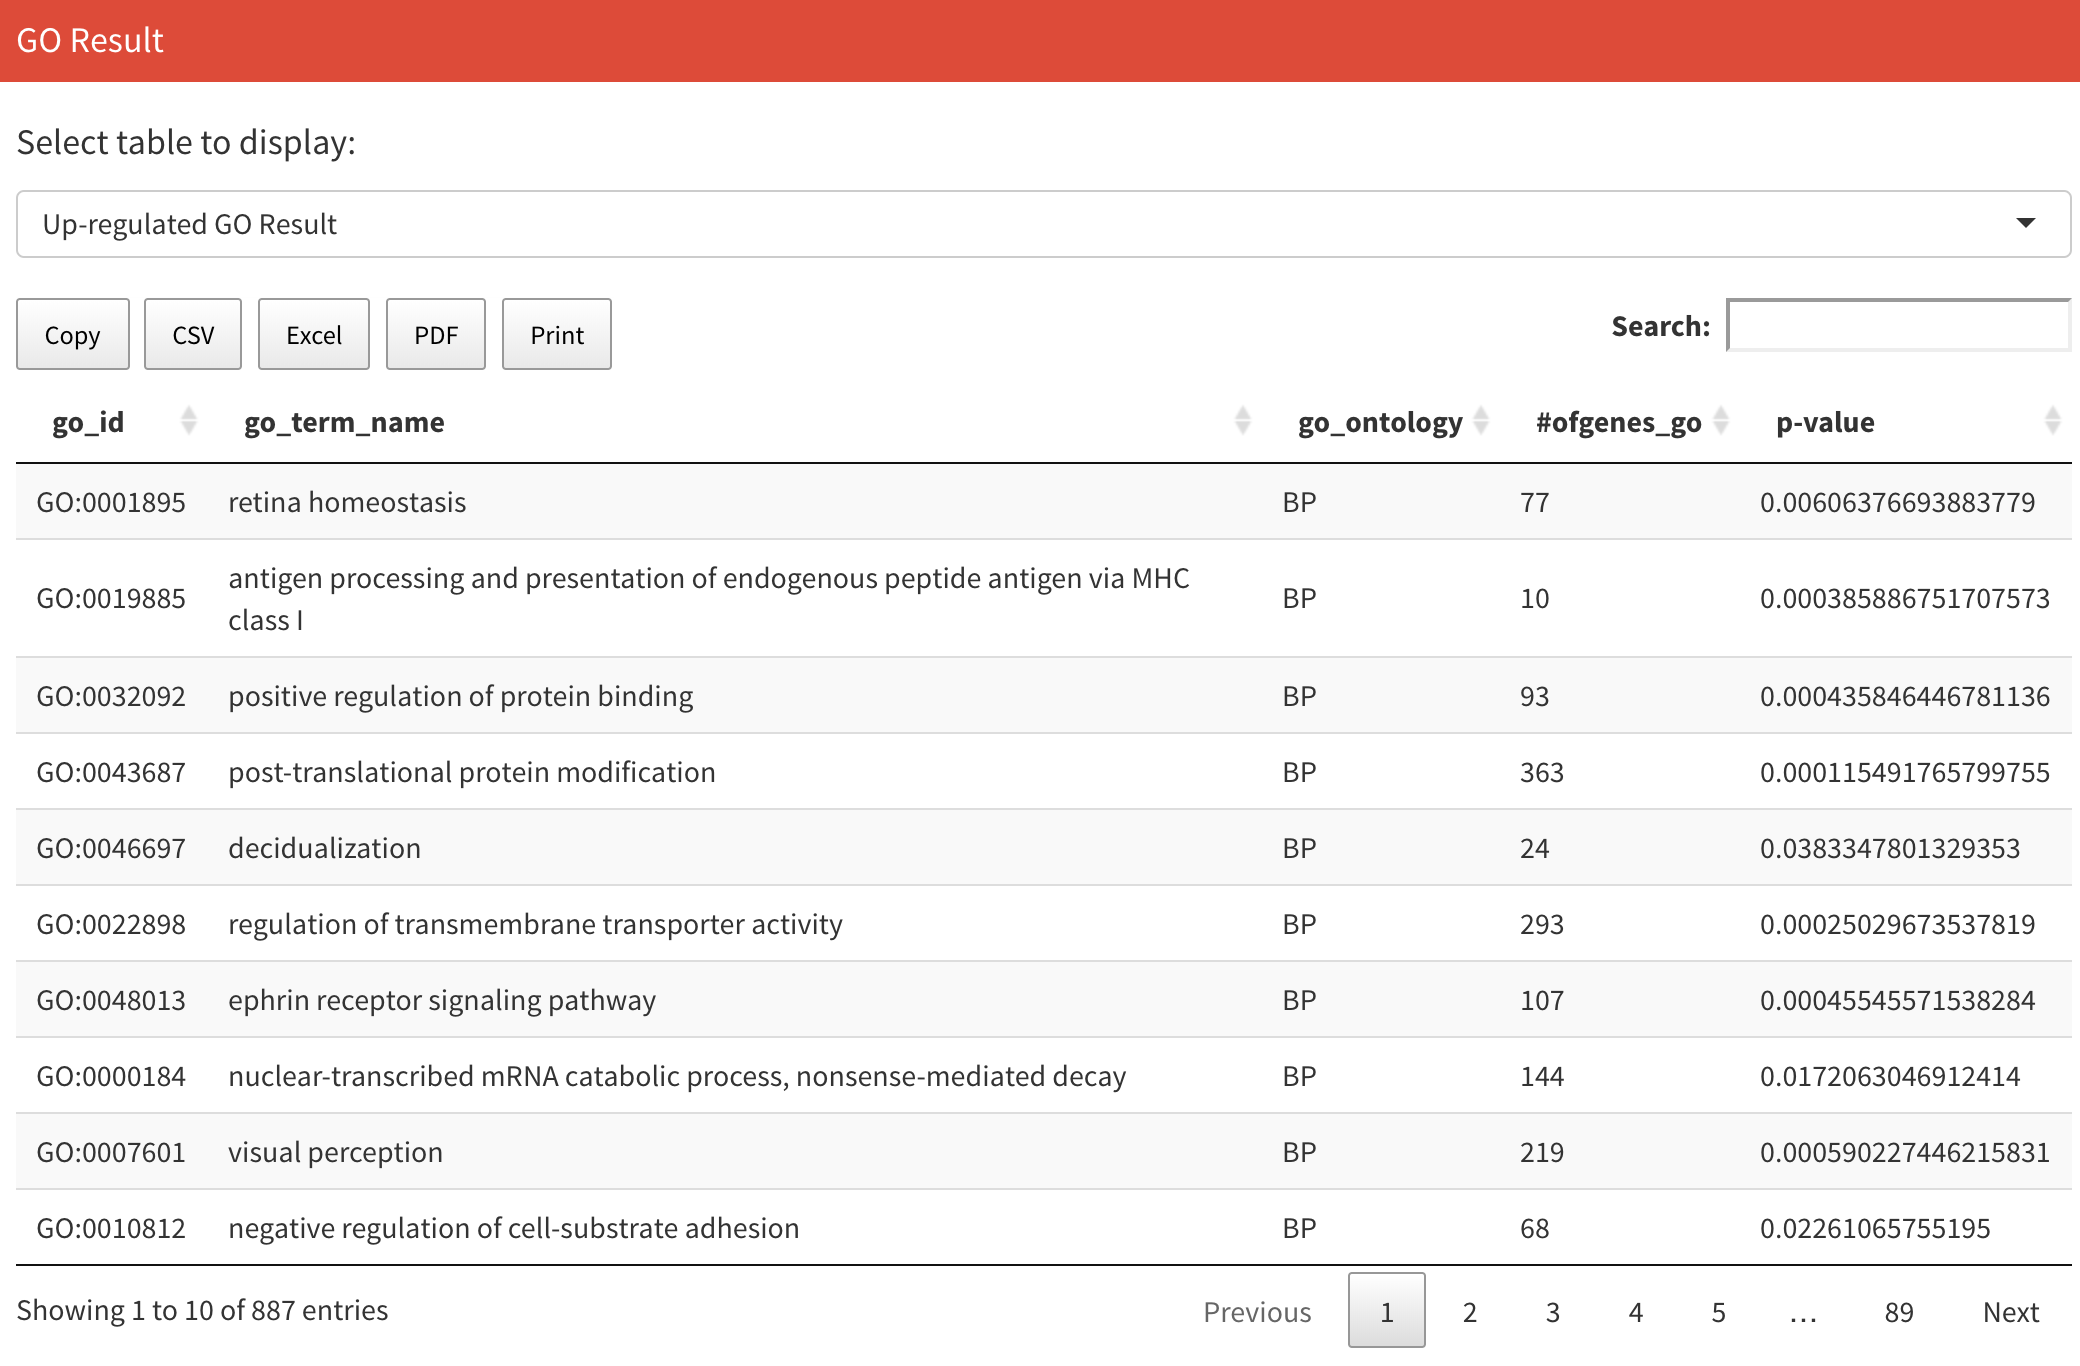 GO Result
Select table to display:
Up-regulated GO Result
Copy CSV Excel PDF Print Search:
go_id go_term_name go_ontology #ofgenes_go p-value
GO:0001895 retina homeostasis BP 77 0.00606376693883779
GO:0019885 antigen processing and presentation of endogenous peptide antigen via MHC class I BP 10 0.000385886751707573
GO:0032092 positive regulation of protein binding BP 93 0.000435846446781136
GO:0043687 post-translational protein modification BP 363 0.000115491765799755
GO:0046697 decidualization BP 24 0.0383347801329353
GO:0022898 regulation of transmembrane transporter activity BP 293 0.00025029673537819
GO:0048013 ephrin receptor signaling pathway BP 107 0.00045545571538284
GO:0000184 nuclear-transcribed mRNA catabolic process, nonsense-mediated decay BP 144 0.0172063046912414
GO:0007601 visual perception BP 219 0.000590227446215831
GO:0010812 negative regulation of cell-substrate adhesion BP 68 0.02261065755195
Showing 1 to 10 of 887 entries Previous 1 2 3 4 5 … 89 Next